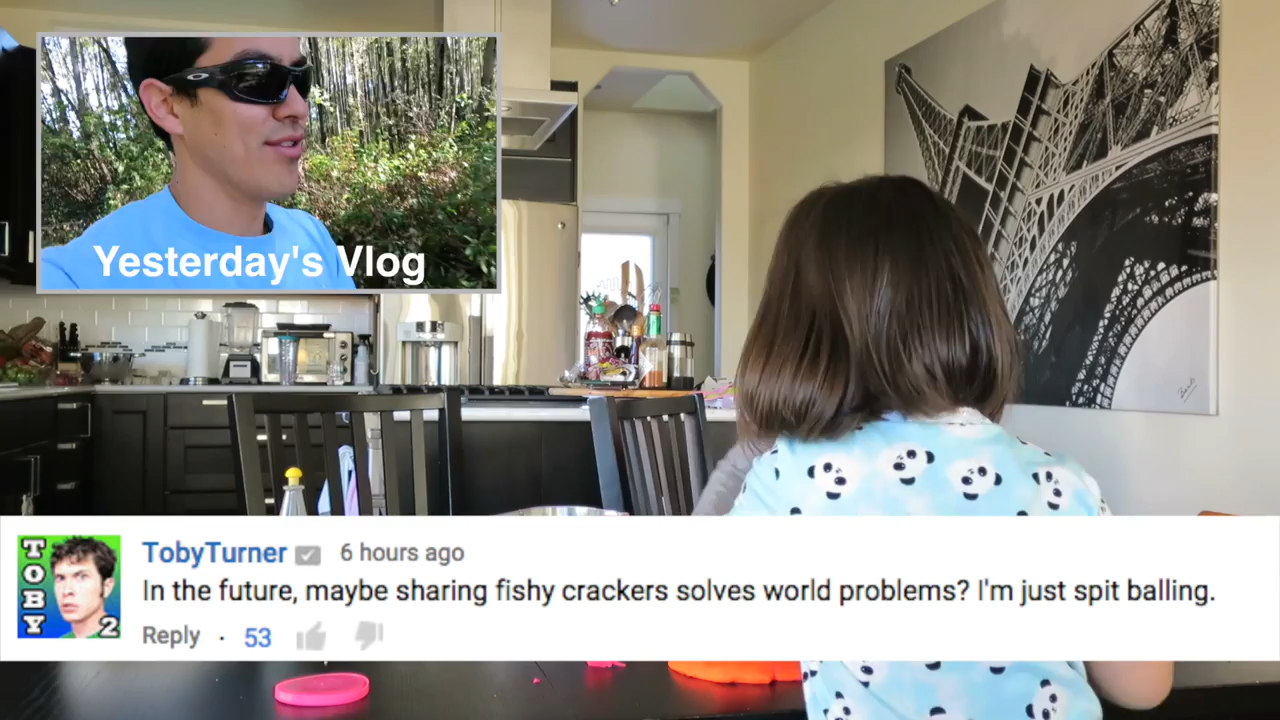 Yesterday's Vlog
TOBY
2
TobyTurner 6 hours ago
In the future, maybe sharing fishy crackers solves world problems? I'm just spit balling.
Reply · 53